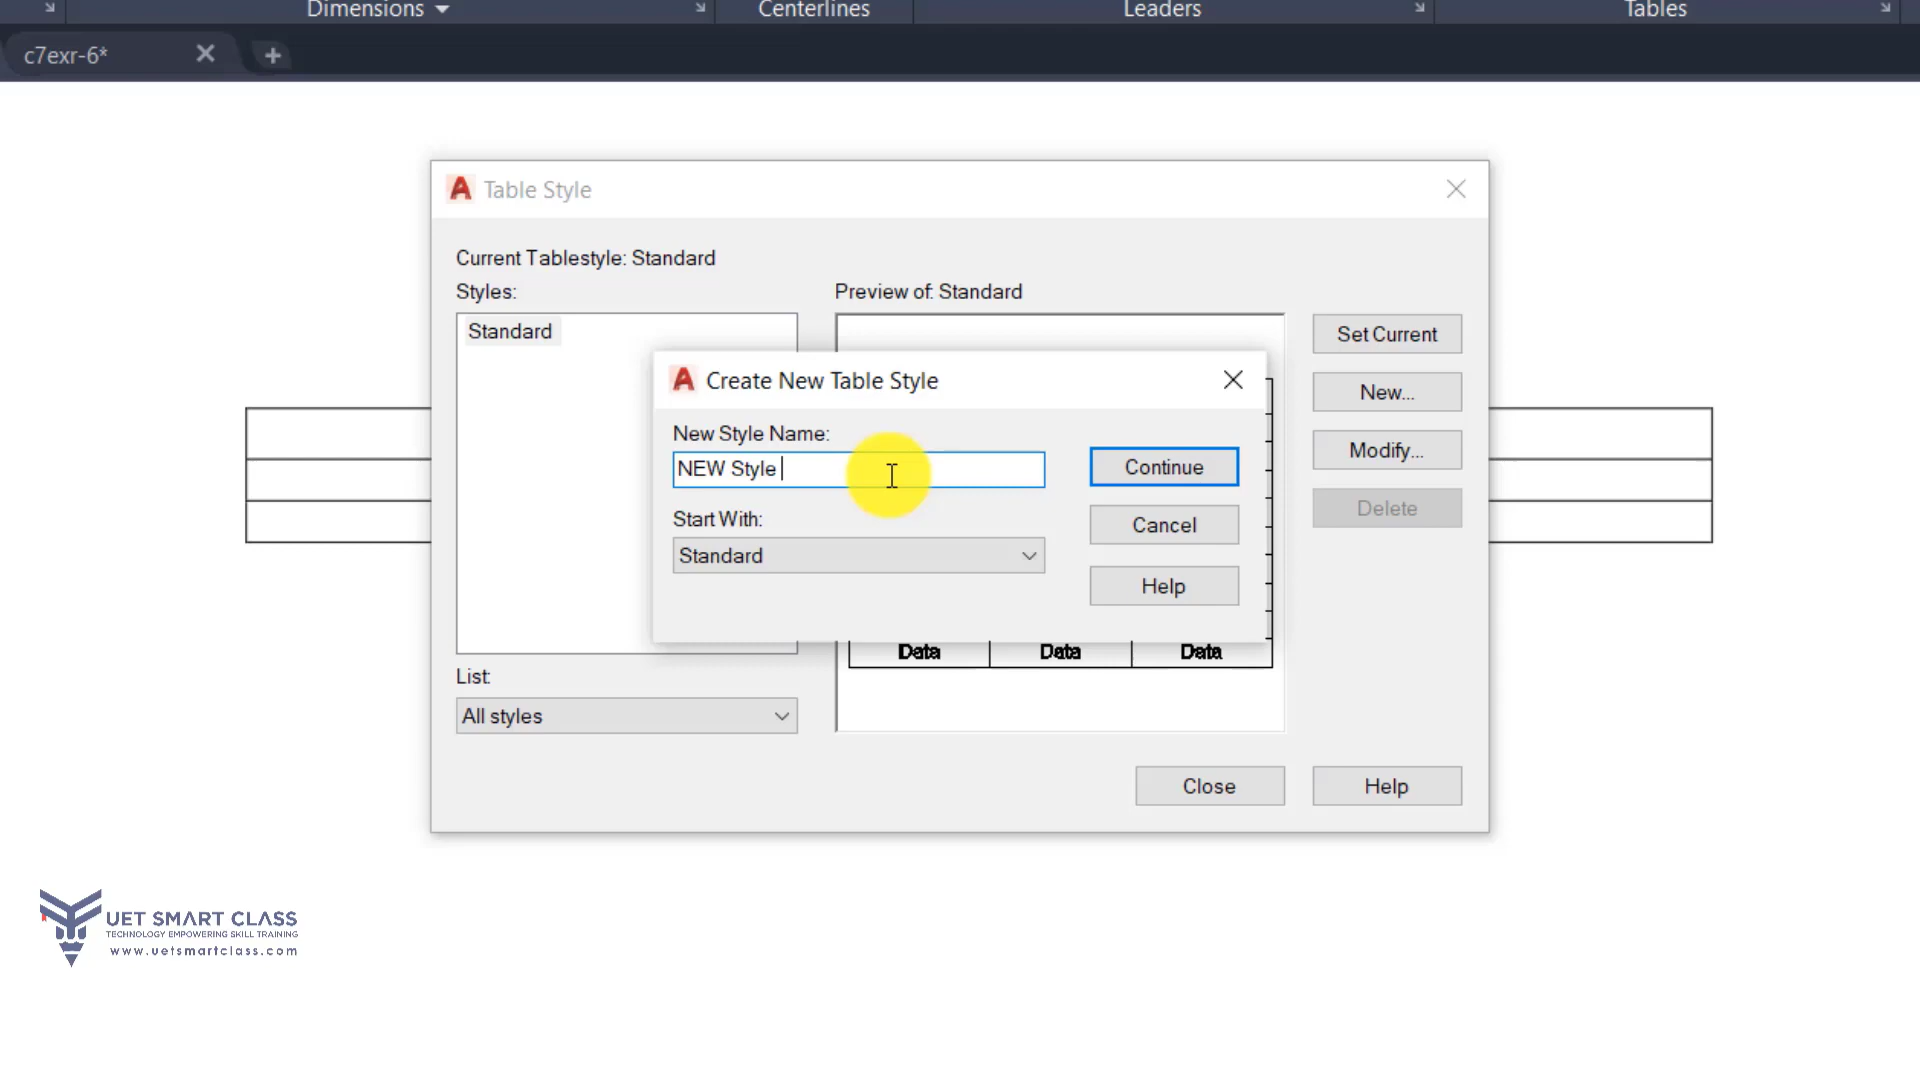 Dimensions
Centerlines
Leaders
Tables
c7exr-6*
Table Style
Current Tablestyle: Standard
Styles:
Preview of: Standard
Standard
Set Current
Create New Table Style
New...
New Style Name:
Modify...
NEW Style
Continue
Delete
Start With:
Cancel
Standard
Help
Data Data Data
List:
All styles
Close
Help
UET SMART CLASS
TECHNOLOGY EMPOWERING SKILL TRAINING
www.uetsmartclass.com